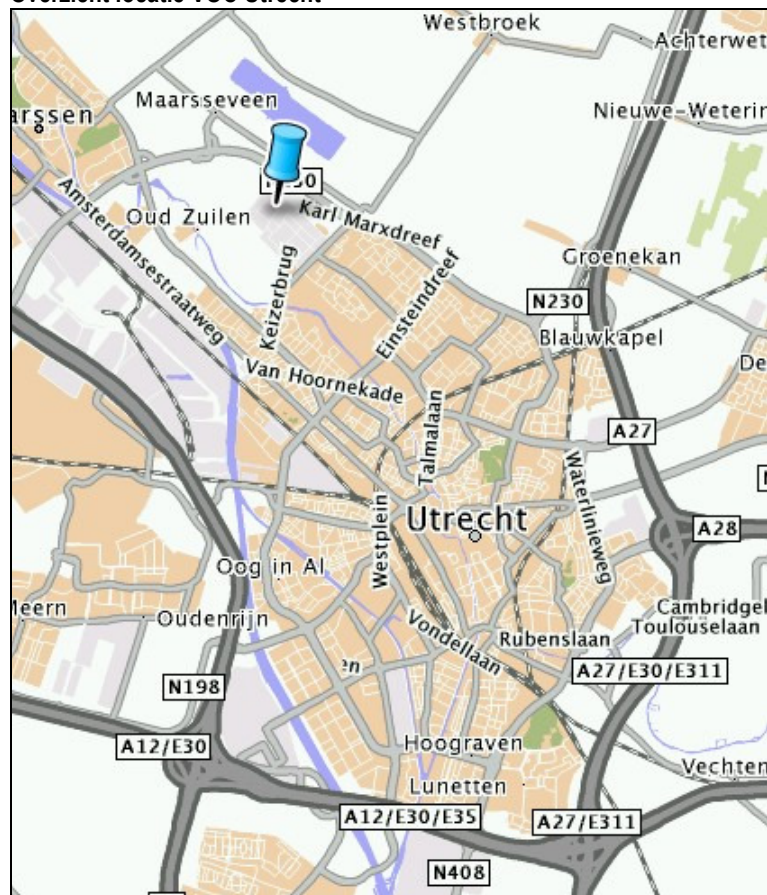 Overzicht locatie VCC Utrecht
Westbroek
Achterwet
Maarsseveen
arssen
Nieuwe-Weterin
Oud Zuilen
Karl Marxdreef
Amsterdamsestraatweg
Keizerbrug
Einsteindreef
Groenekan
N230
Blauwkapel
De
Van Hoornekade
Talmalaan
A27
Waterlinieweg
Utrecht
A28
Westplein
Oog in Al
Meern
Oudenrijn
Cambridgel
Toulouselaan
Vondellaan
Rubenslaan
A27/E30/E311
N198
A12/E30
Hoograven
Vechten
Lunetten
A12/E30/E35
A27/E311
N408